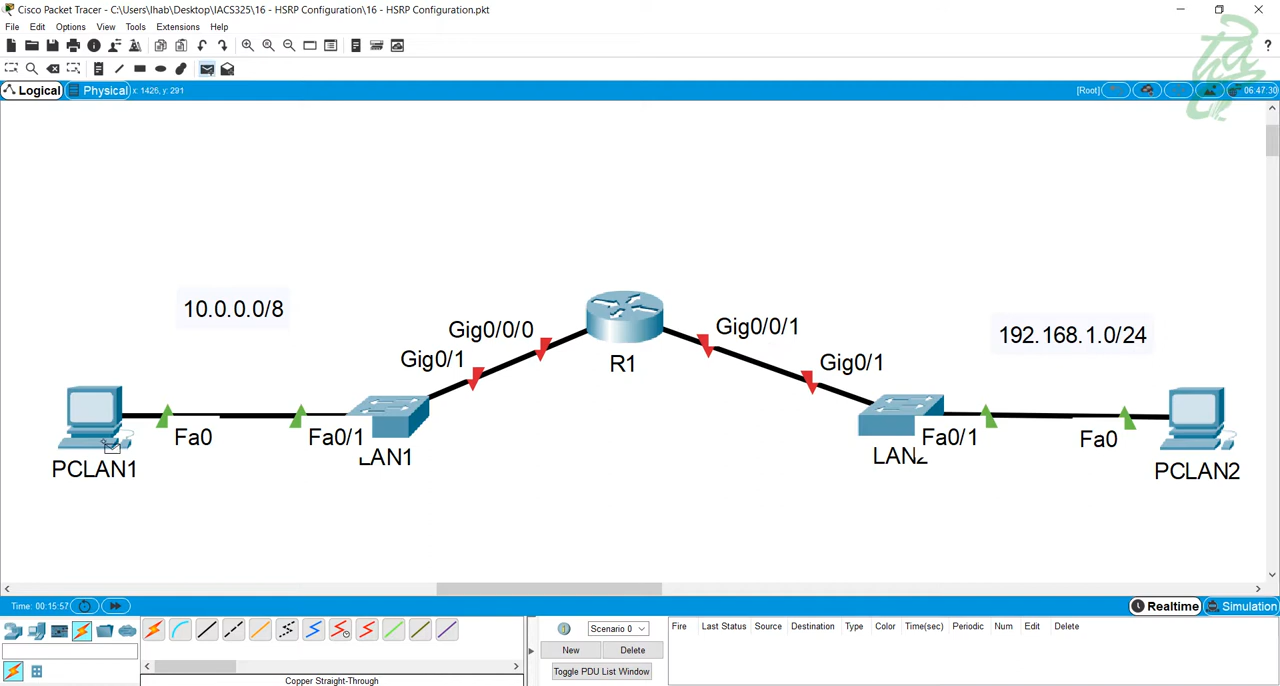 Cisco Packet Tracer - C:\Users\Ihab\Desktop\IACS325\16 - HSRP Configuration\16 - HSRP Configuration.pkt
File Edit Options View Tools Extensions Help
Logical Physical x: 1426, y: 291 [Root] 06:47:30
10.0.0.0/8
Gig0/0/0
Gig0/0/1
192.168.1.0/24
Gig0/1
R1
Gig0/1
Fa0
Fa0/1
Fa0/1
Fa0
PCLAN1
LAN1
LAN2
PCLAN2
Time: 00:15:57 Realtime Simulation
Scenario 0
Fire Last Status Source Destination Type Color Time(sec) Periodic Num Edit Delete
New Delete
Toggle PDU List Window
Copper Straight-Through